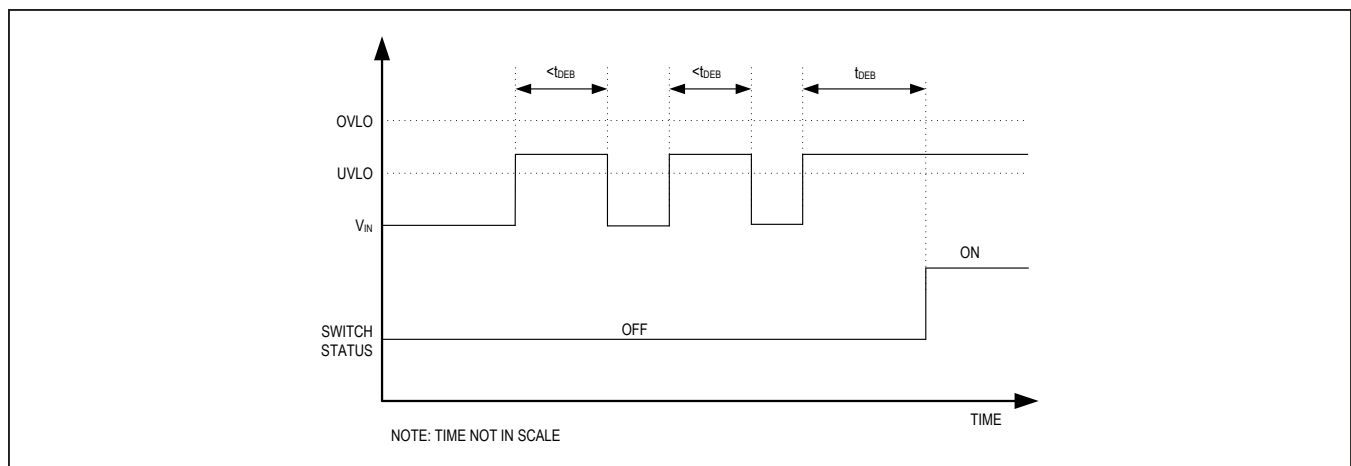 <tDEB
<tDEB
tDEB
OVLO
UVLO
VIN
ON
OFF
SWITCH
STATUS
TIME
NOTE: TIME NOT IN SCALE